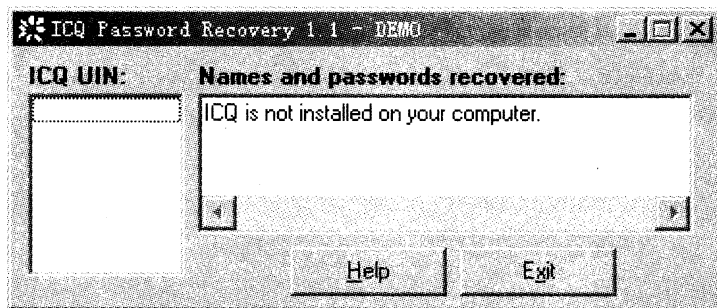 ICQ Password Recovery 1.1 - DEMO
ICQ UIN:
Names and passwords recovered:
ICQ is not installed on your computer.
Help
Exit